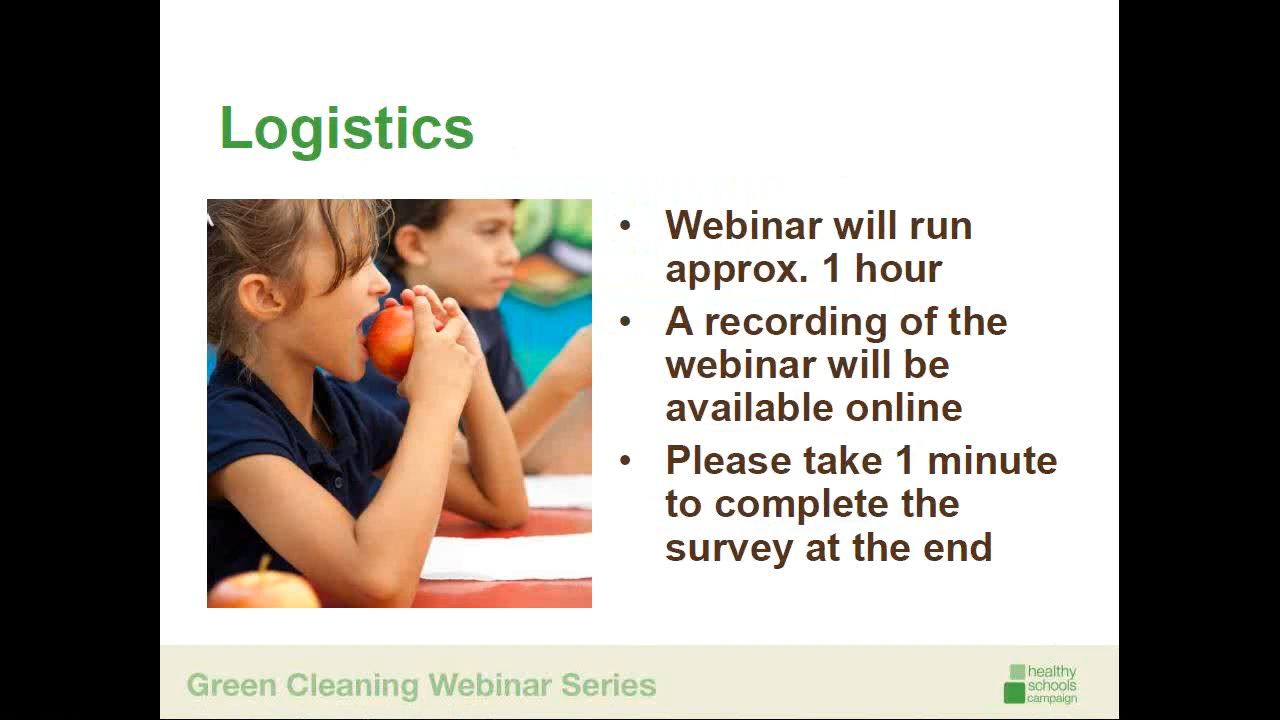 Logistics
• Webinar will run
approx. 1 hour
• A recording of the
webinar will be
available online
• Please take 1 minute
to complete the
survey at the end
Green Cleaning Webinar Series
healthy
schools
campaign